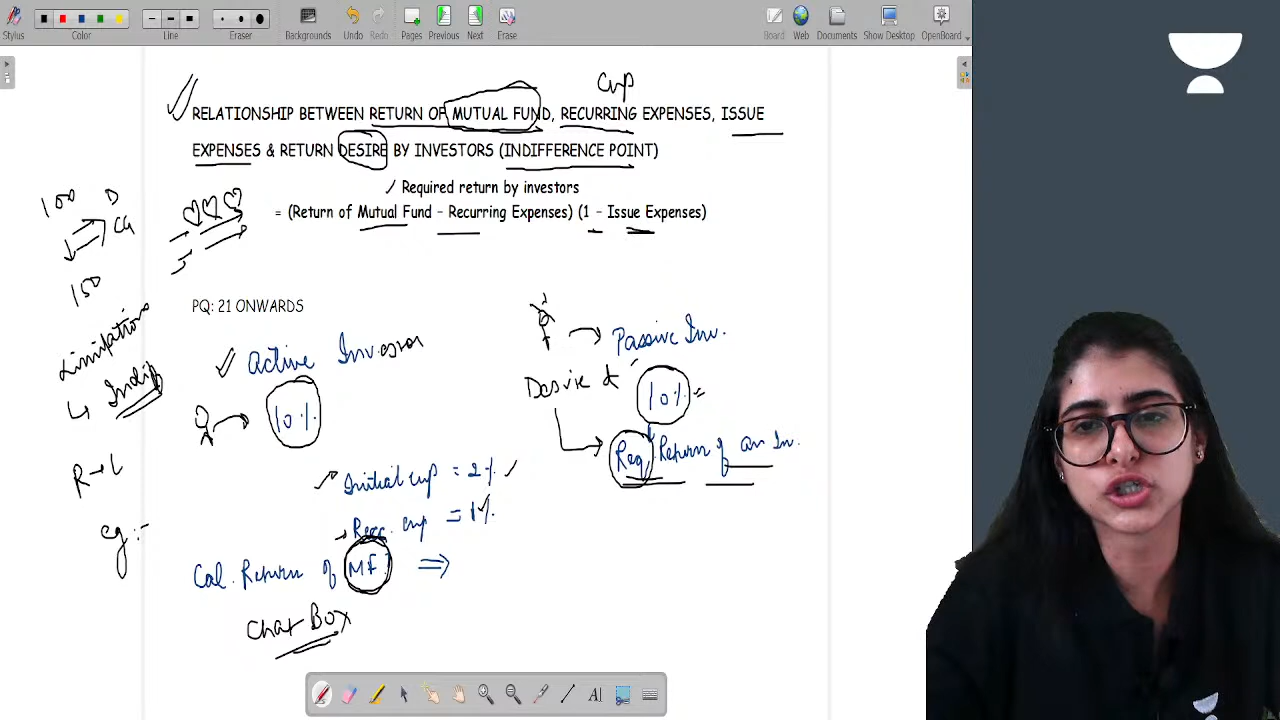 Stylus
Color
Line
Eraser
Backgrounds
Undo
Redo
Pages
Previous
Next
Erase
Board
Web
Documents
Show Desktop
OpenBoard
Exp
RELATIONSHIP BETWEEN RETURN OF MUTUAL FUND, RECURRING EXPENSES, ISSUE
EXPENSES & RETURN DESIRE BY INVESTORS (INDIFFERENCE POINT)
Required return by investors
= (Return of Mutual Fund - Recurring Expenses) (1 - Issue Expenses)
100 D
CG
150
PQ: 21 ONWARDS
Limitations
Active Investor
10%
Passive Inv.
Desire
10% =
Req. Return of an Inv.
R→L
Initial exp = 2%
eg:-
Recc. exp = 1%
Cal. Return of MF ⇒
Chat Box